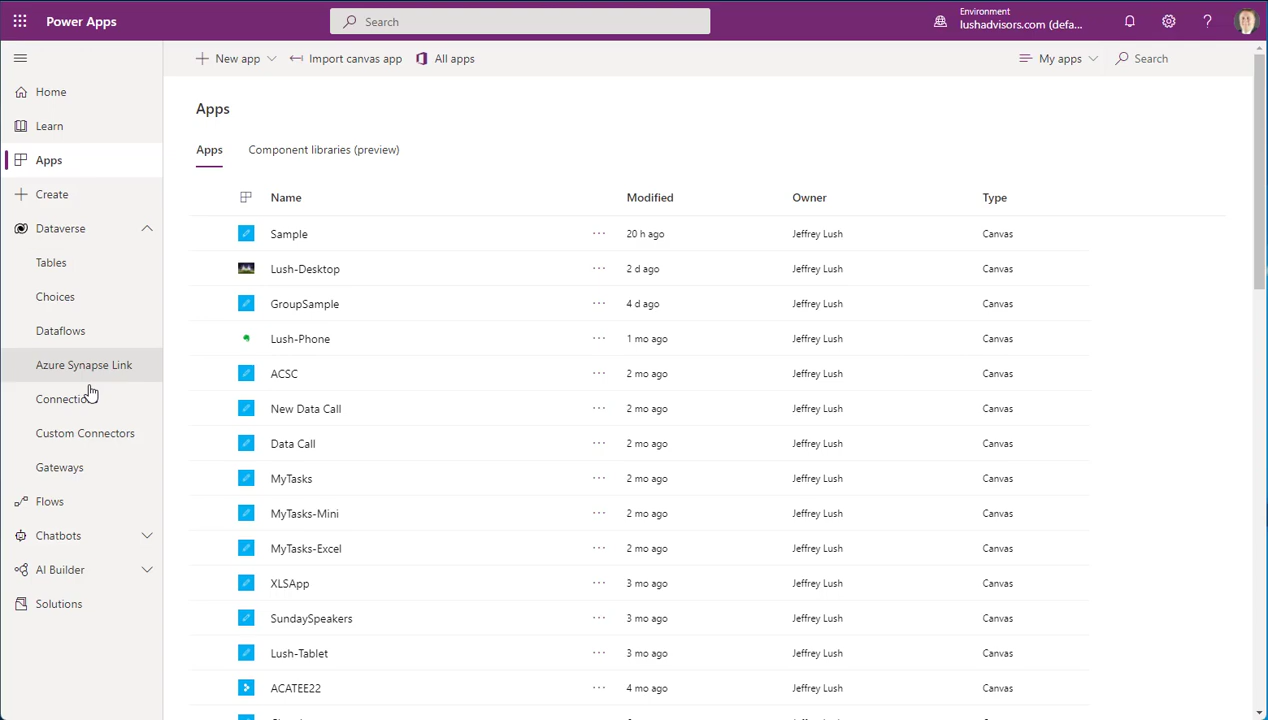 Power Apps
Search
Environment
lushadvisors.com (defa...
?
New app
Import canvas app
All apps
My apps
Search
Home
Learn
Apps
Create
Dataverse
Tables
Choices
Dataflows
Azure Synapse Link
Custom Connectors
Gateways
Flows
Chatbots
AI Builder
Solutions
Apps
Apps Component libraries (preview)
Name Modified Owner Type
Sample ... 20 h ago Jeffrey Lush Canvas
Lush-Desktop ... 2 d ago Jeffrey Lush Canvas
GroupSample ... 4 d ago Jeffrey Lush Canvas
Lush-Phone ... 1 mo ago Jeffrey Lush Canvas
ACSC ... 2 mo ago Jeffrey Lush Canvas
New Data Call ... 2 mo ago Jeffrey Lush Canvas
Data Call ... 2 mo ago Jeffrey Lush Canvas
MyTasks ... 2 mo ago Jeffrey Lush Canvas
MyTasks-Mini ... 2 mo ago Jeffrey Lush Canvas
MyTasks-Excel ... 2 mo ago Jeffrey Lush Canvas
XLSApp ... 3 mo ago Jeffrey Lush Canvas
SundaySpeakers ... 3 mo ago Jeffrey Lush Canvas
Lush-Tablet ... 3 mo ago Jeffrey Lush Canvas
ACATEE22 ... 4 mo ago Jeffrey Lush Canvas